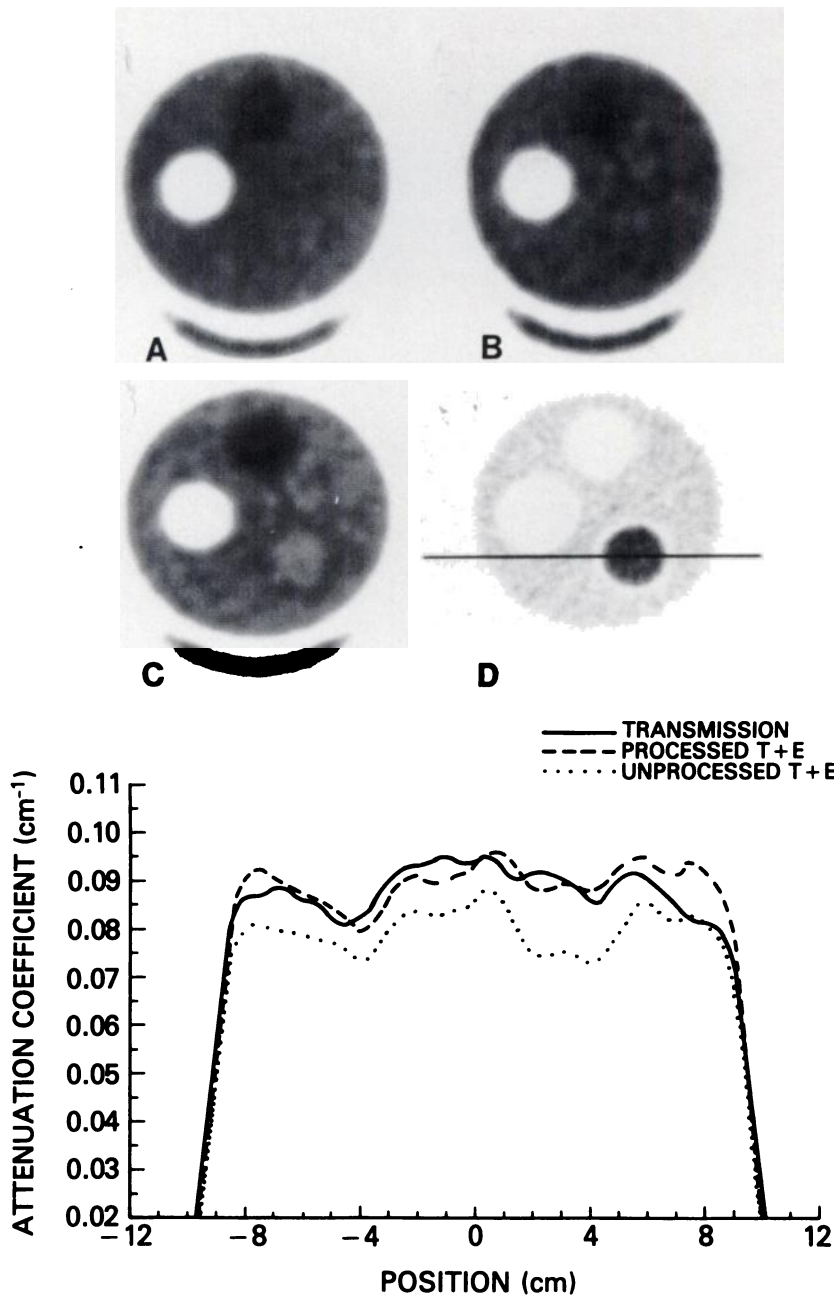 A
B
C
D
TRANSMISSION
PROCESSED T+E
UNPROCESSED T+E
ATTENUATION COEFFICIENT (cm⁻¹)
0.11
0.10
0.09
0.08
0.07
0.06
0.05
0.04
0.03
0.02
−12 −8 −4 0 4 8 12
POSITION (cm)